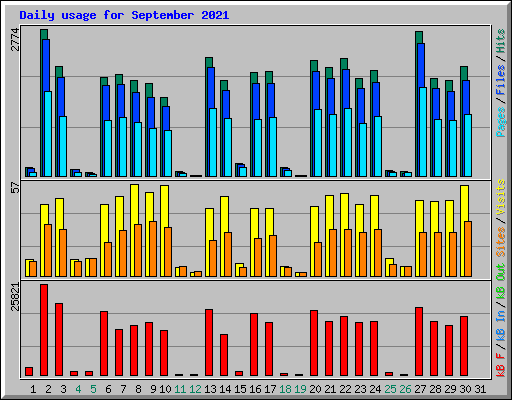 Daily usage for September 2021
2774
Pages / Files / Hits
57
kB Out Sites / Visits
25821
kB F / kB In /
1 2 3 4 5 6 7 8 9 10 11 12 13 14 15 16 17 18 19 20 21 22 23 24 25 26 27 28 29 30 31